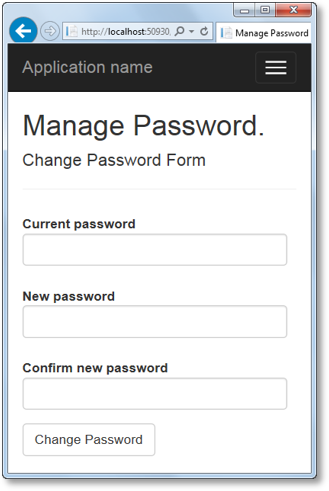 http://localhost:50930, Manage Password
Application name
Manage Password.
Change Password Form
Current password
New password
Confirm new password
Change Password